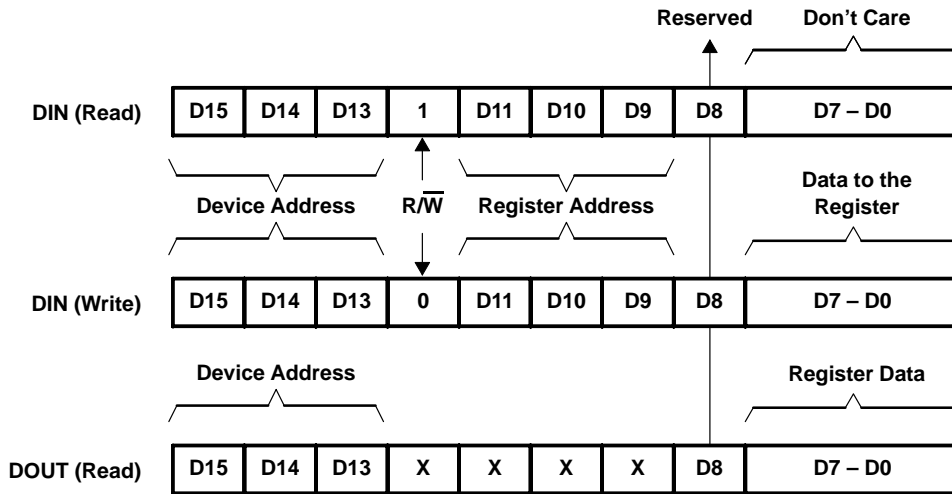 Reserved Don't Care
DIN (Read) D15 D14 D13 1 D11 D10 D9 D8 D7 – D0
Device Address R/W̅ Register Address Data to the
Register
DIN (Write) D15 D14 D13 0 D11 D10 D9 D8 D7 – D0
Device Address Register Data
DOUT (Read) D15 D14 D13 X X X X D8 D7 – D0